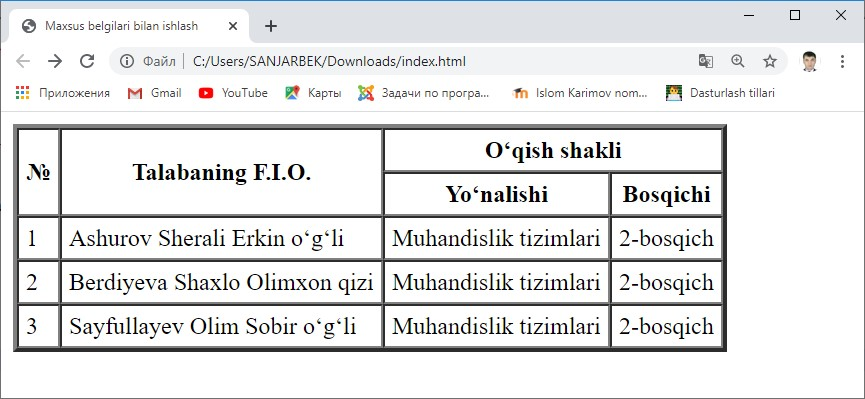 Maxsus belgilari bilan ishlash
Файл | C:/Users/SANJARBEK/Downloads/index.html
Приложения Gmail YouTube Карты Задачи по програ... Islom Karimov nom... Dasturlash tillari
O‘qish shakli
№ Talabaning F.I.O.
Yo‘nalishi Bosqichi
1 Ashurov Sherali Erkin o‘g‘li Muhandislik tizimlari 2-bosqich
2 Berdiyeva Shaxlo Olimxon qizi Muhandislik tizimlari 2-bosqich
3 Sayfullayev Olim Sobir o‘g‘li Muhandislik tizimlari 2-bosqich